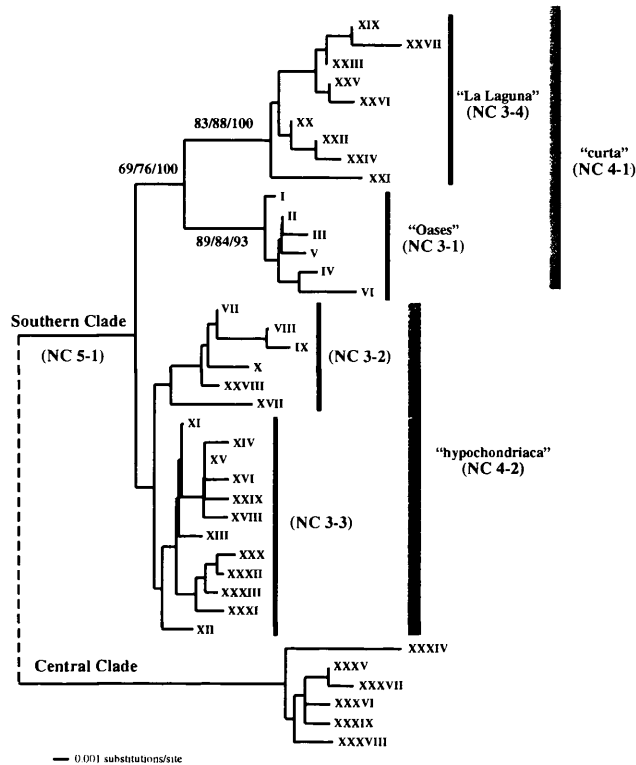 XIX
XXVII
XXIII
XXV
XXVI
"La Laguna"
(NC 3-4)
83/88/100
XX
XXII
XXIV
XXI
"curta"
(NC 4-1)
69/76/100
I
II
III
V
IV
VI
89/84/93
"Oases"
(NC 3-1)
Southern Clade
(NC 5-1)
VII
VIII
IX
X
XXVIII
XVII
(NC 3-2)
XI
XIV
XV
XVI
XXIX
XVIII
XIII
XXX
XXXII
XXXIII
XXXI
XII
(NC 3-3)
"hypochondriaca"
(NC 4-2)
Central Clade
XXXIV
XXXV
XXXVII
XXXVI
XXXIX
XXXVIII
0.001 substitutions/site